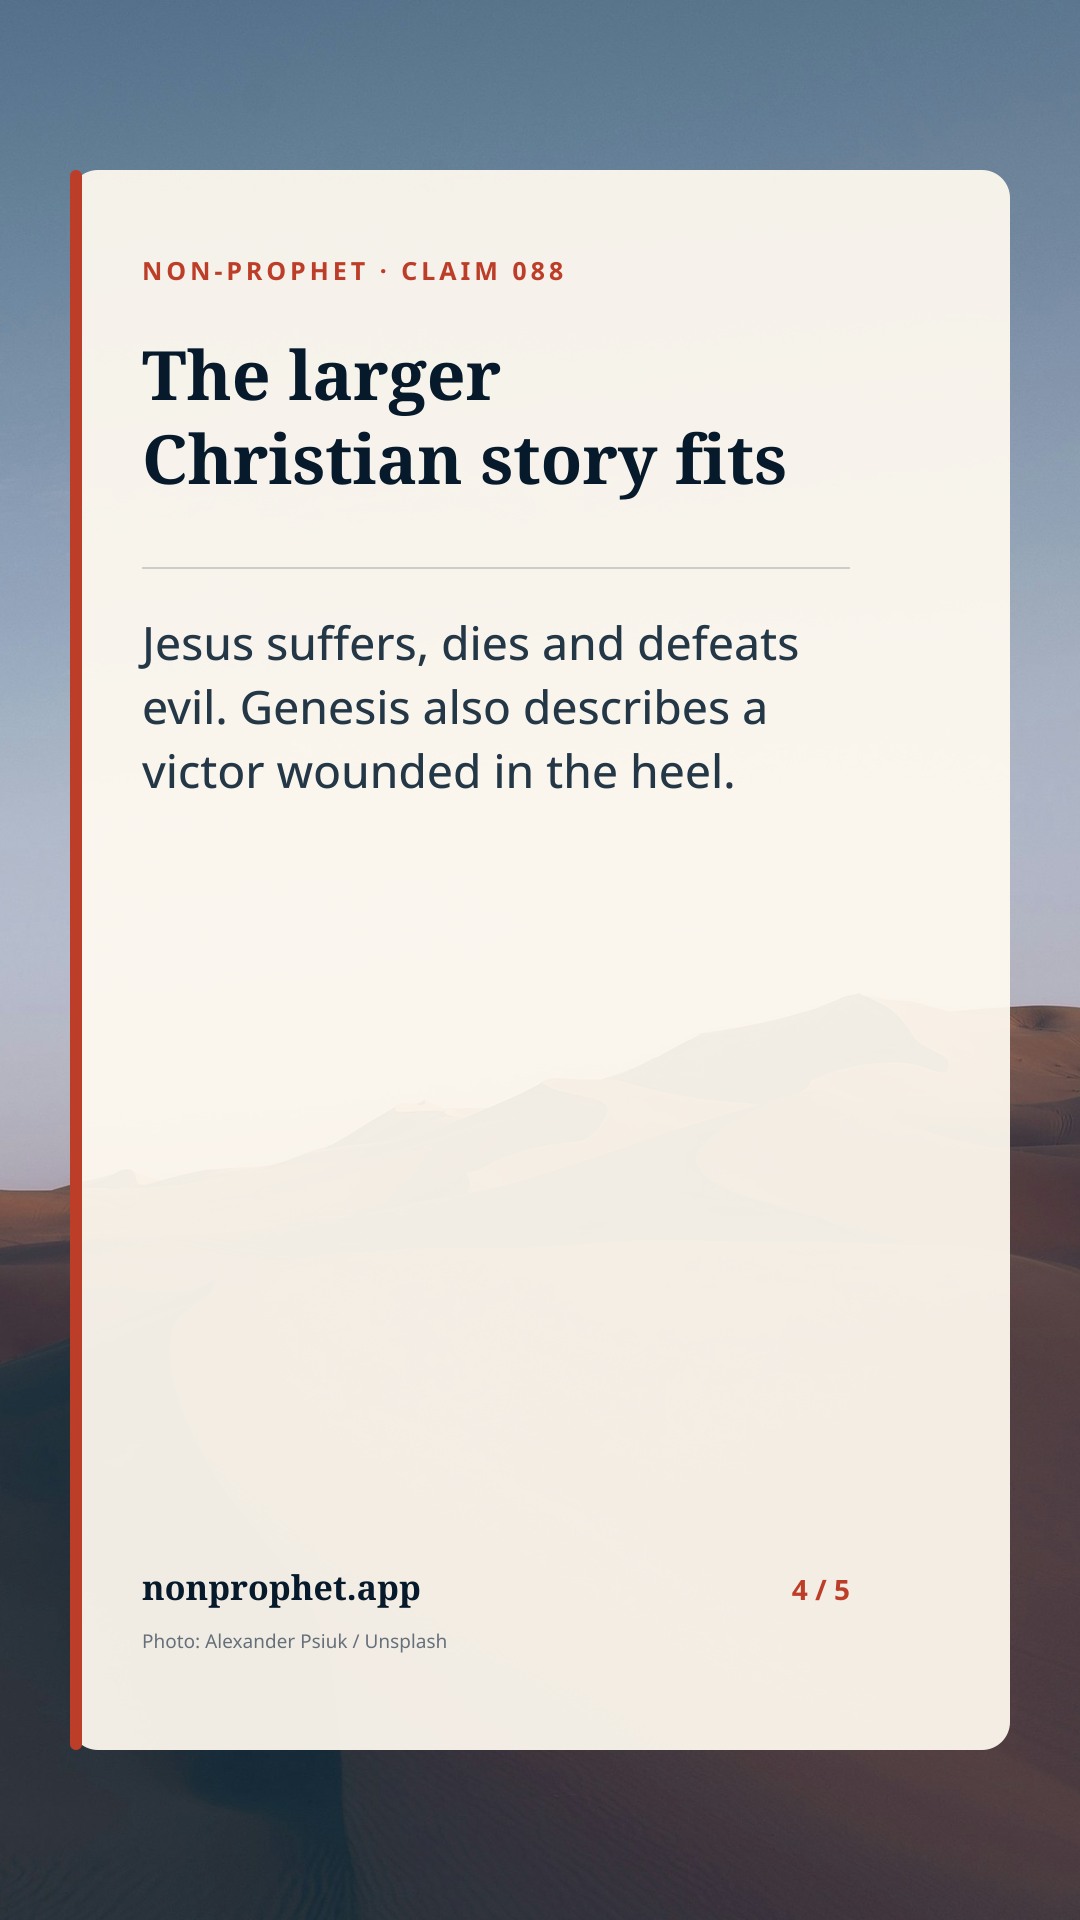 NON-PROPHET · CLAIM 088
The larger
Christian story fits
Jesus suffers, dies and defeats
evil. Genesis also describes a
victor wounded in the heel.
nonprophet.app
4 / 5
Photo: Alexander Psiuk / Unsplash